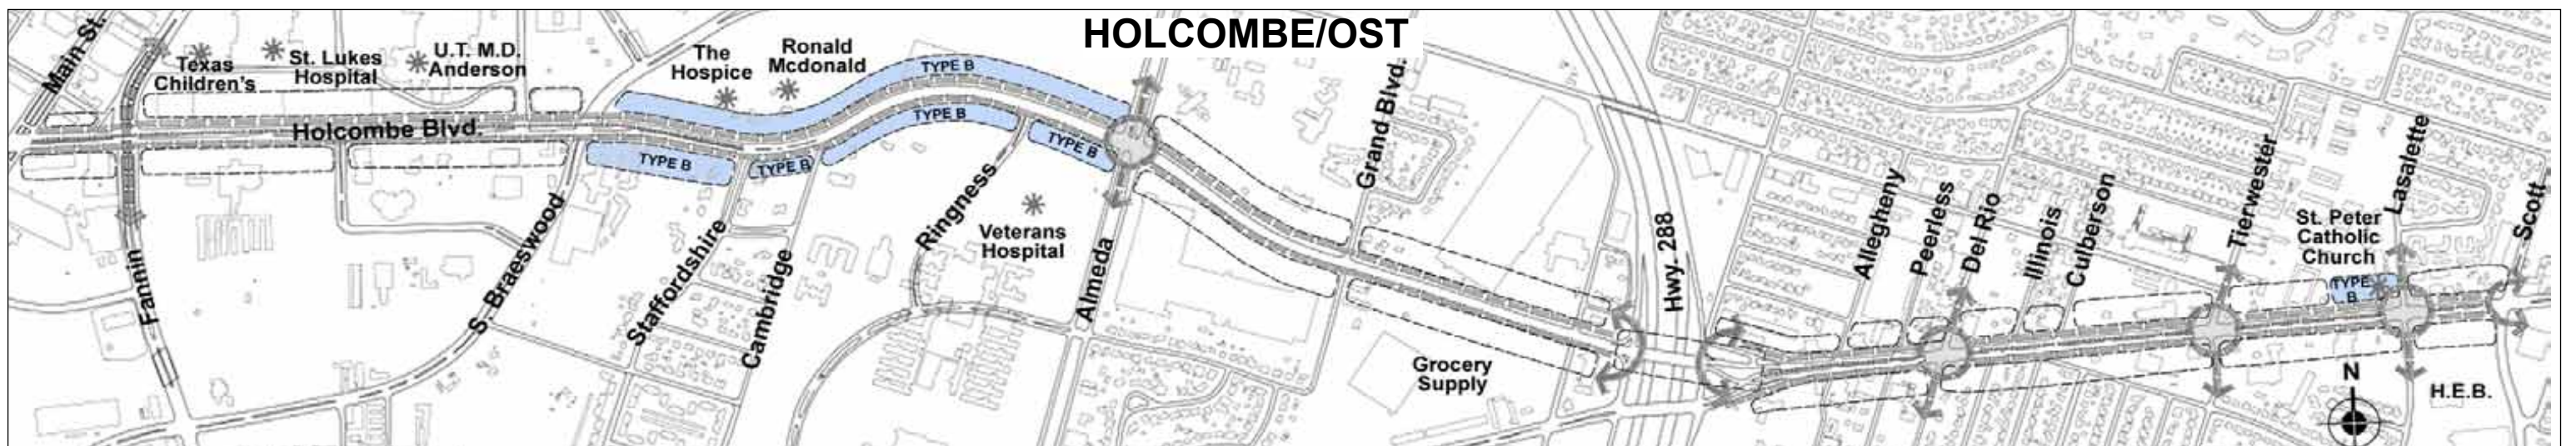 HOLCOMBE/OST
Main St.
Texas
Children's
St. Lukes
Hospital
U.T. M.D.
Anderson
The
Hospice
Ronald
Mcdonald
TYPE B
TYPE B
TYPE B
TYPE B
TYPE B
Holcombe Blvd.
Fannin
S Braeswood
Staffordshire
Cambridge
Ringness
Veterans
Hospital
Almeda
Grand Blvd.
Grocery
Supply
Hwy. 288
Allegheny
Peerless
Del Rio
Illinois
Culberson
Tierwester
St. Peter
Catholic
Church
TYPE
B
Lasalette
Scott
N
H.E.B.